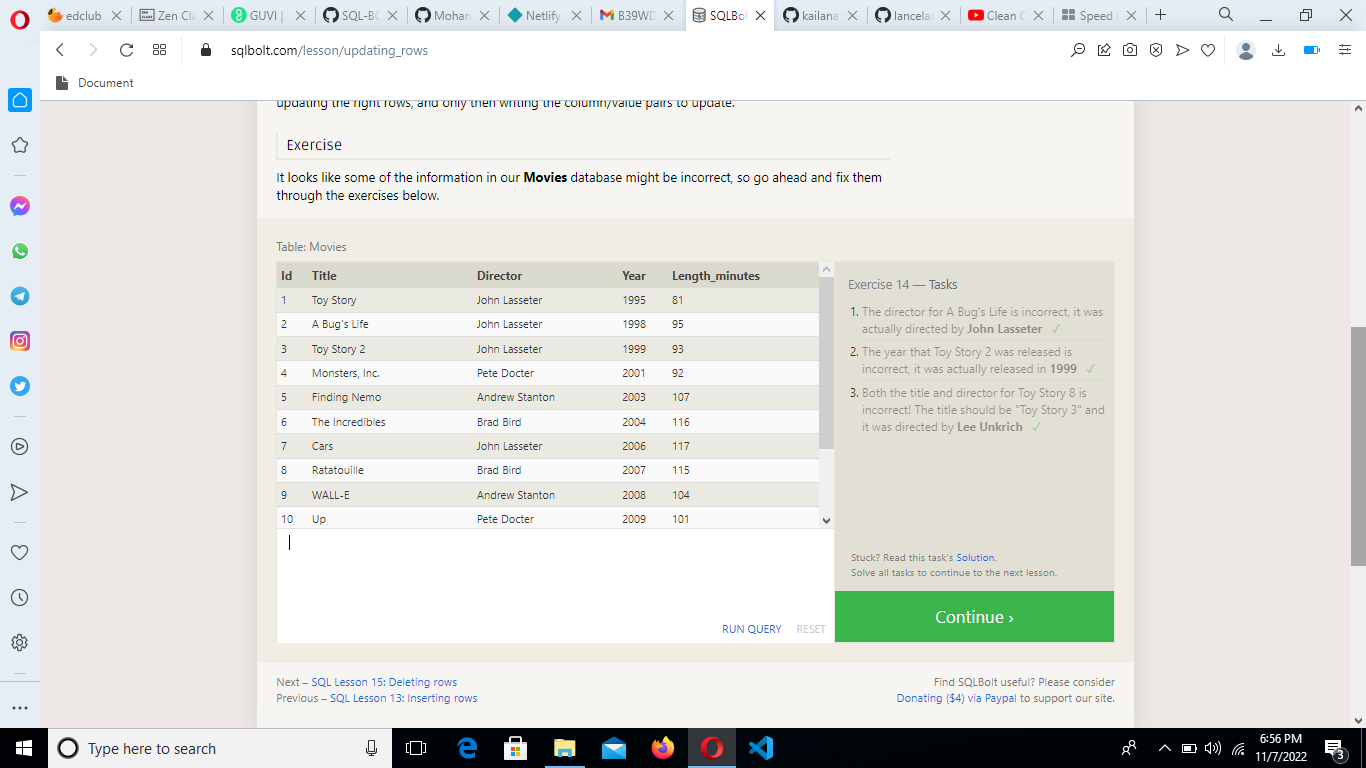 edclub
Zen Cla
GUVI |
SQL-BO
Mohan
Netlify
B39WD
SQLBol
kailana
lancelal
Clean C
Speed
sqlbolt.com/lesson/updating_rows
Document
updating the right rows, and only then writing the column/value pairs to update.
Exercise
It looks like some of the information in our Movies database might be incorrect, so go ahead and fix them
through the exercises below.
Table: Movies
Id Title Director Year Length_minutes
1 Toy Story John Lasseter 1995 81
2 A Bug's Life John Lasseter 1998 95
3 Toy Story 2 John Lasseter 1999 93
4 Monsters, Inc. Pete Docter 2001 92
5 Finding Nemo Andrew Stanton 2003 107
6 The Incredibles Brad Bird 2004 116
7 Cars John Lasseter 2006 117
8 Ratatouille Brad Bird 2007 115
9 WALL-E Andrew Stanton 2008 104
10 Up Pete Docter 2009 101
RUN QUERY RESET
Exercise 14 — Tasks
1. The director for A Bug's Life is incorrect, it was
actually directed by John Lasseter ✓
2. The year that Toy Story 2 was released is
incorrect, it was actually released in 1999 ✓
3. Both the title and director for Toy Story 8 is
incorrect! The title should be "Toy Story 3" and
it was directed by Lee Unkrich ✓
Stuck? Read this task's Solution.
Solve all tasks to continue to the next lesson.
Continue ›
Next – SQL Lesson 15: Deleting rows
Previous – SQL Lesson 13: Inserting rows
Find SQLBolt useful? Please consider
Donating ($4) via Paypal to support our site.
Type here to search
6:56 PM
11/7/2022
3